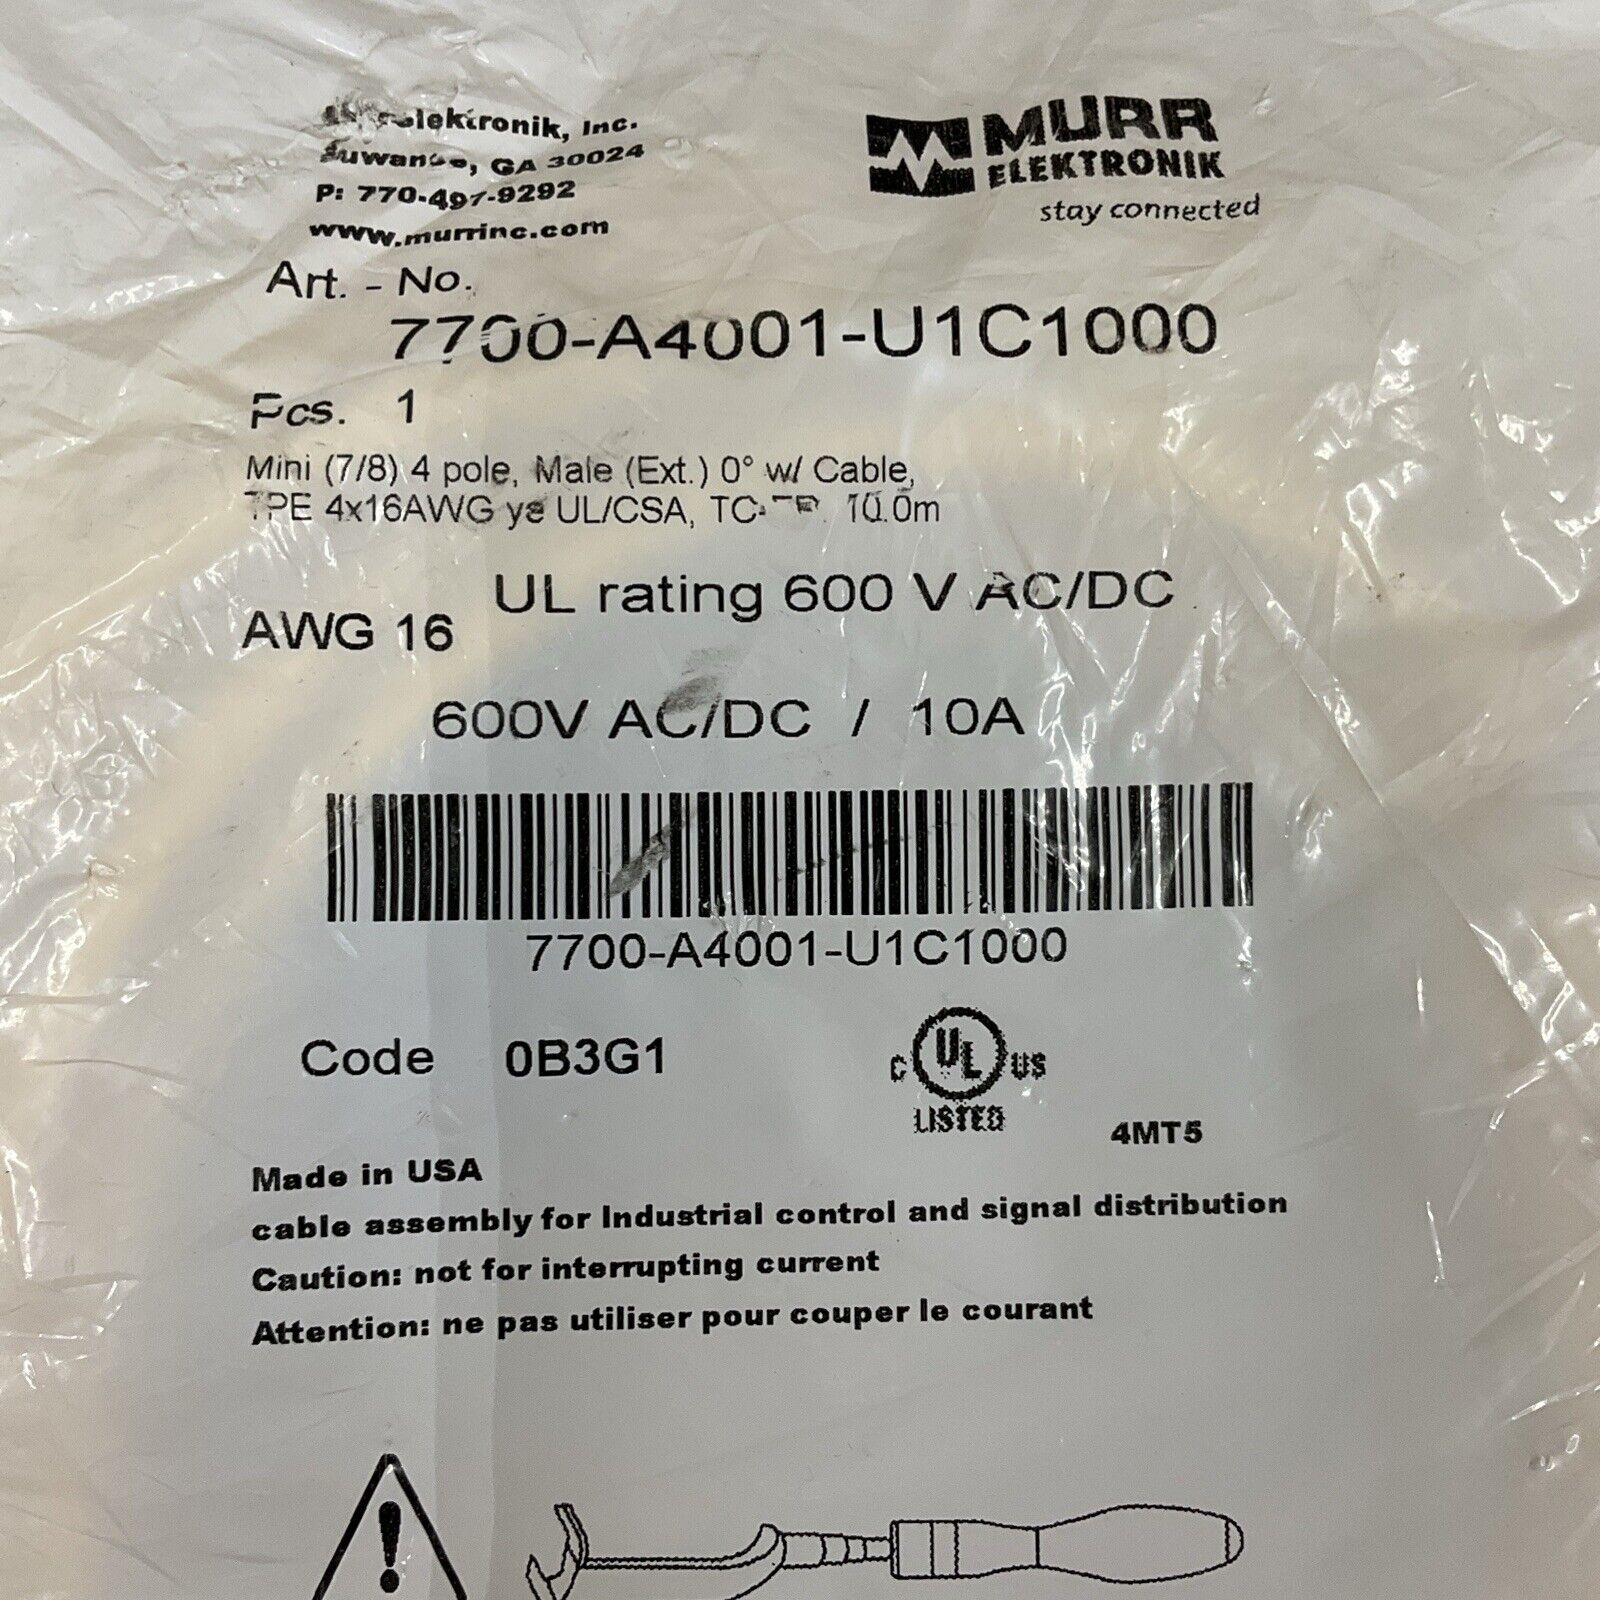 Inc.
GA 30024
P: 770-497-9292
www.murrinc.com
MURR
ELEKTRONIK
stay connected
Art. - No.
7700-A4001-U1C1000
Pcs. 1
Mini (7/8) 4 pole, Male (Ext.) 0° w/ Cable,
TPE 4x16AWG ye UL/CSA, 10.0m
UL rating 600 V AC/DC
AWG 16
600V AC/DC / 10A
7700-A4001-U1C1000
Code 0B3G1
C UL US
LISTED
4MT5
Made in USA
cable assembly for Industrial control and signal distribution
Caution: not for interrupting current
Attention: ne pas utiliser pour couper le courant
!